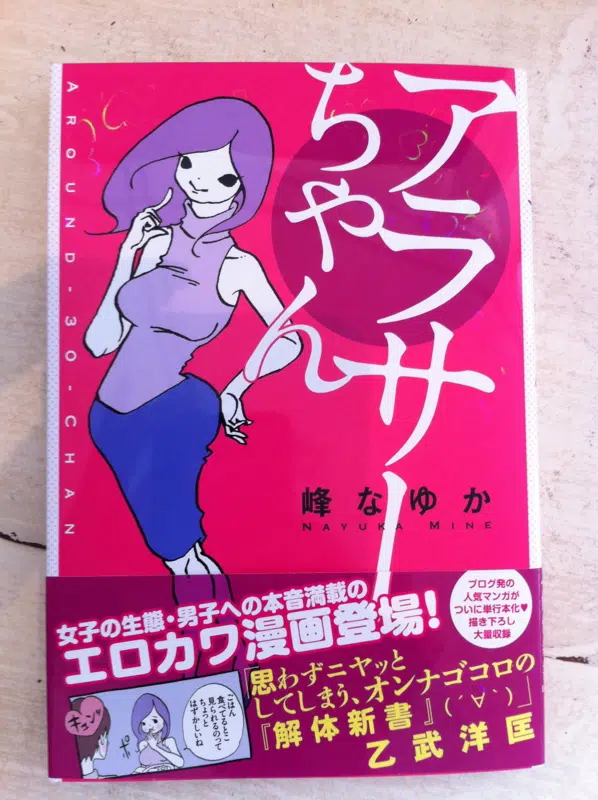 アラサー
ちゃん
AROUND-30-CHAN
峰なゆか
NAYUKA MINE
女子の生態・男子への本音満載の
エロカワ漫画登場!
ブログ発の
人気マンガが
ついに単行本化♥
描き下ろし
大量収録
「思わずニヤッと
してしまう、オンナゴコロの
『解体新書』(´∀`)」
乙武洋匡
ごはん
食べてるとこ
見られるのって
ちょっと
はずかしいね
キュン